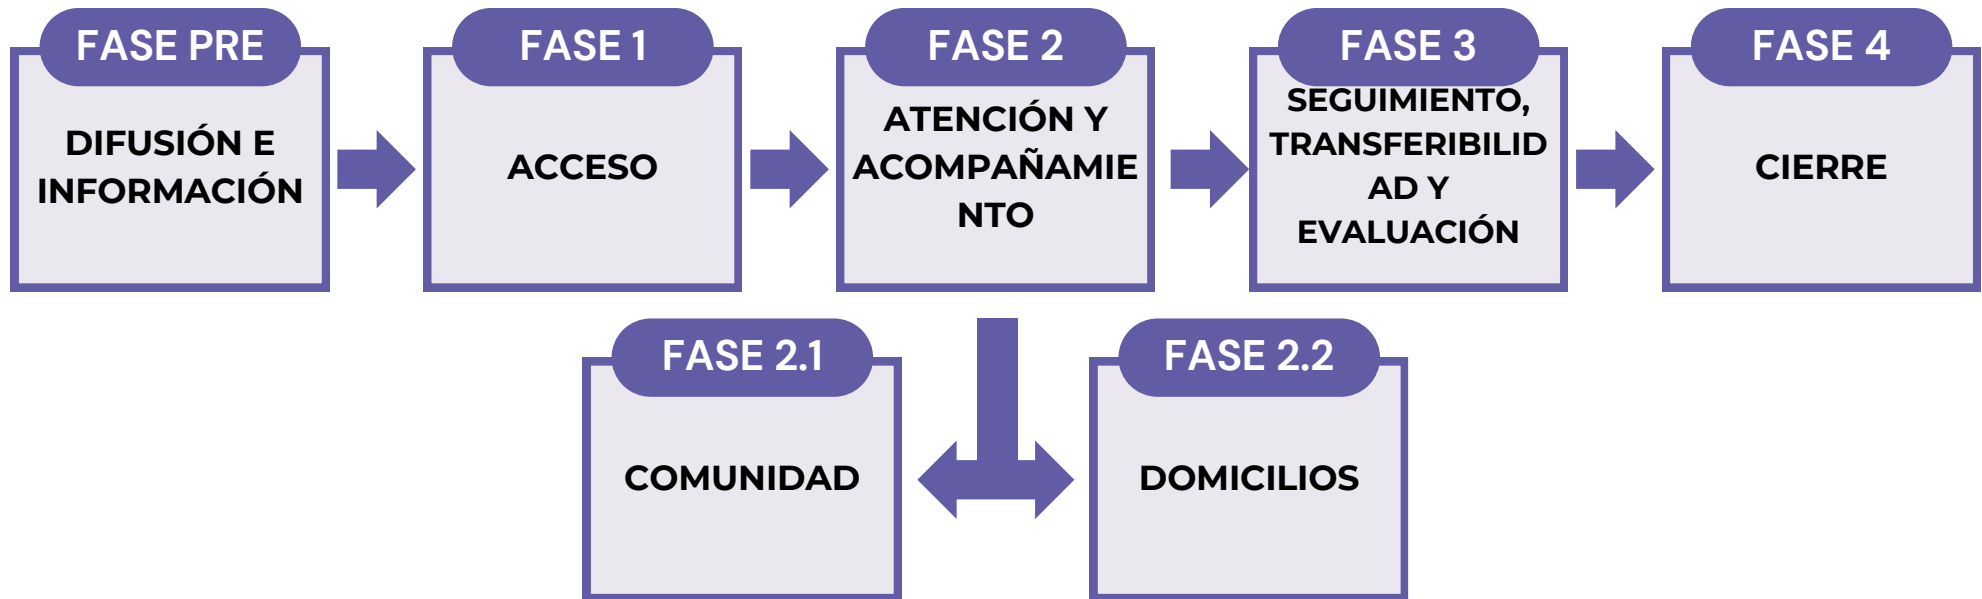 FASE PRE
DIFUSIÓN E
INFORMACIÓN
FASE 1
ACCESO
FASE 2
ATENCIÓN Y
ACOMPAÑAMIE
NTO
FASE 3
SEGUIMIENTO,
TRANSFERIBILID
AD Y
EVALUACIÓN
FASE 4
CIERRE
FASE 2.1
COMUNIDAD
FASE 2.2
DOMICILIOS